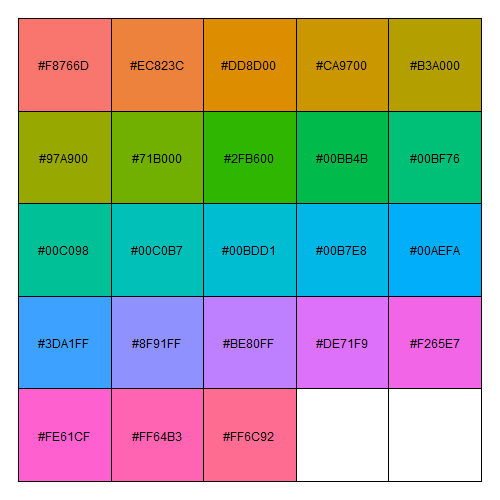 #F8766D #EC823C #DD8D00 #CA9700 #B3A000
#97A900 #71B000 #2FB600 #00BB4B #00BF76
#00C098 #00C0B7 #00BDD1 #00B7E8 #00AEFA
#3DA1FF #8F91FF #BE80FF #DE71F9 #F265E7
#FE61CF #FF64B3 #FF6C92